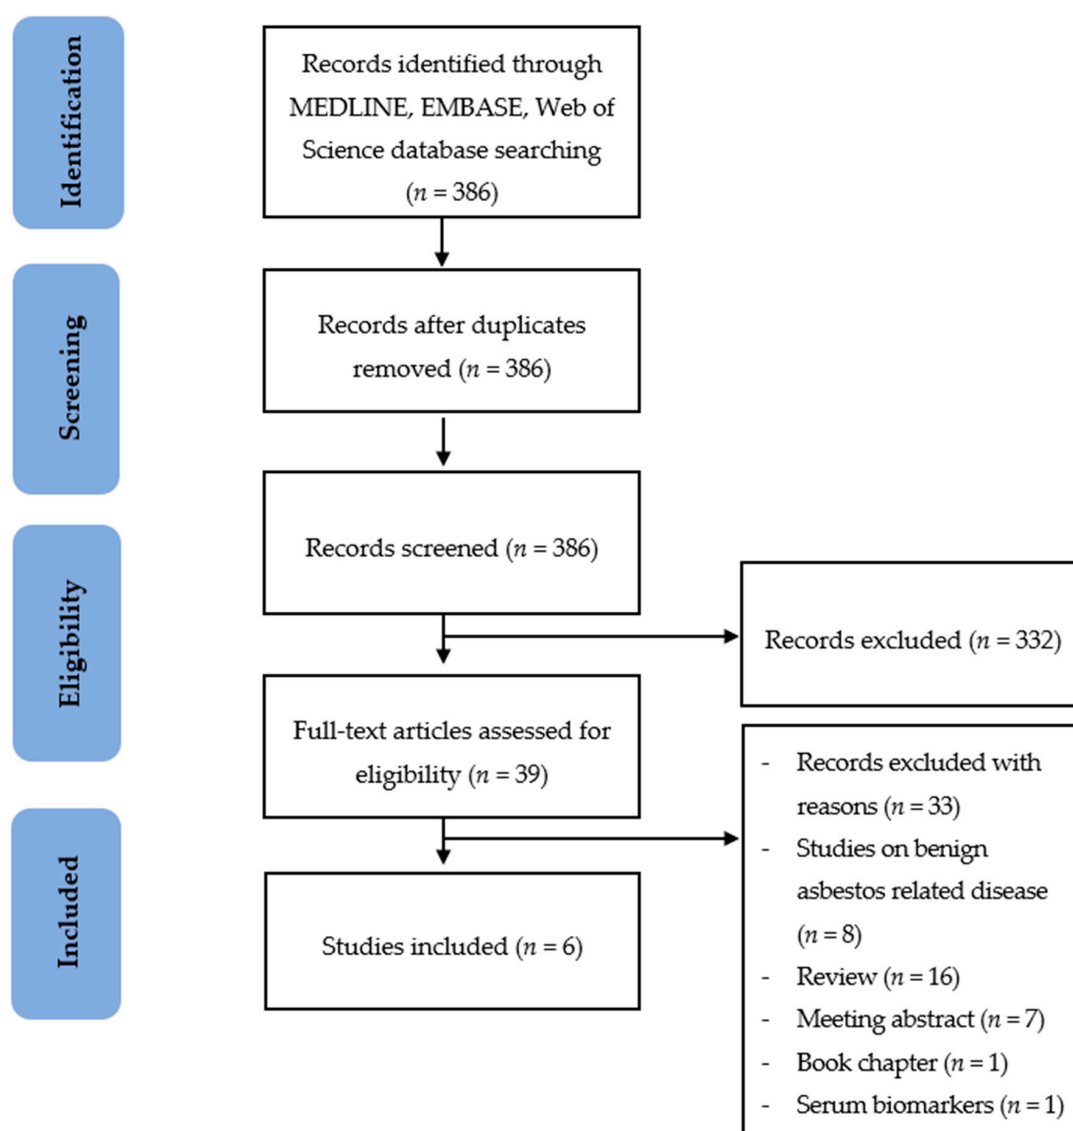 Identification
Records identified through
MEDLINE, EMBASE, Web of
Science database searching
(n = 386)
Screening
Records after duplicates
removed (n = 386)
Records screened (n = 386)
Eligibility
Records excluded (n = 332)
Full-text articles assessed for
eligibility (n = 39)
- Records excluded with
reasons (n = 33)
- Studies on benign
asbestos related disease
(n = 8)
- Review (n = 16)
- Meeting abstract (n = 7)
- Book chapter (n = 1)
- Serum biomarkers (n = 1)
Included
Studies included (n = 6)